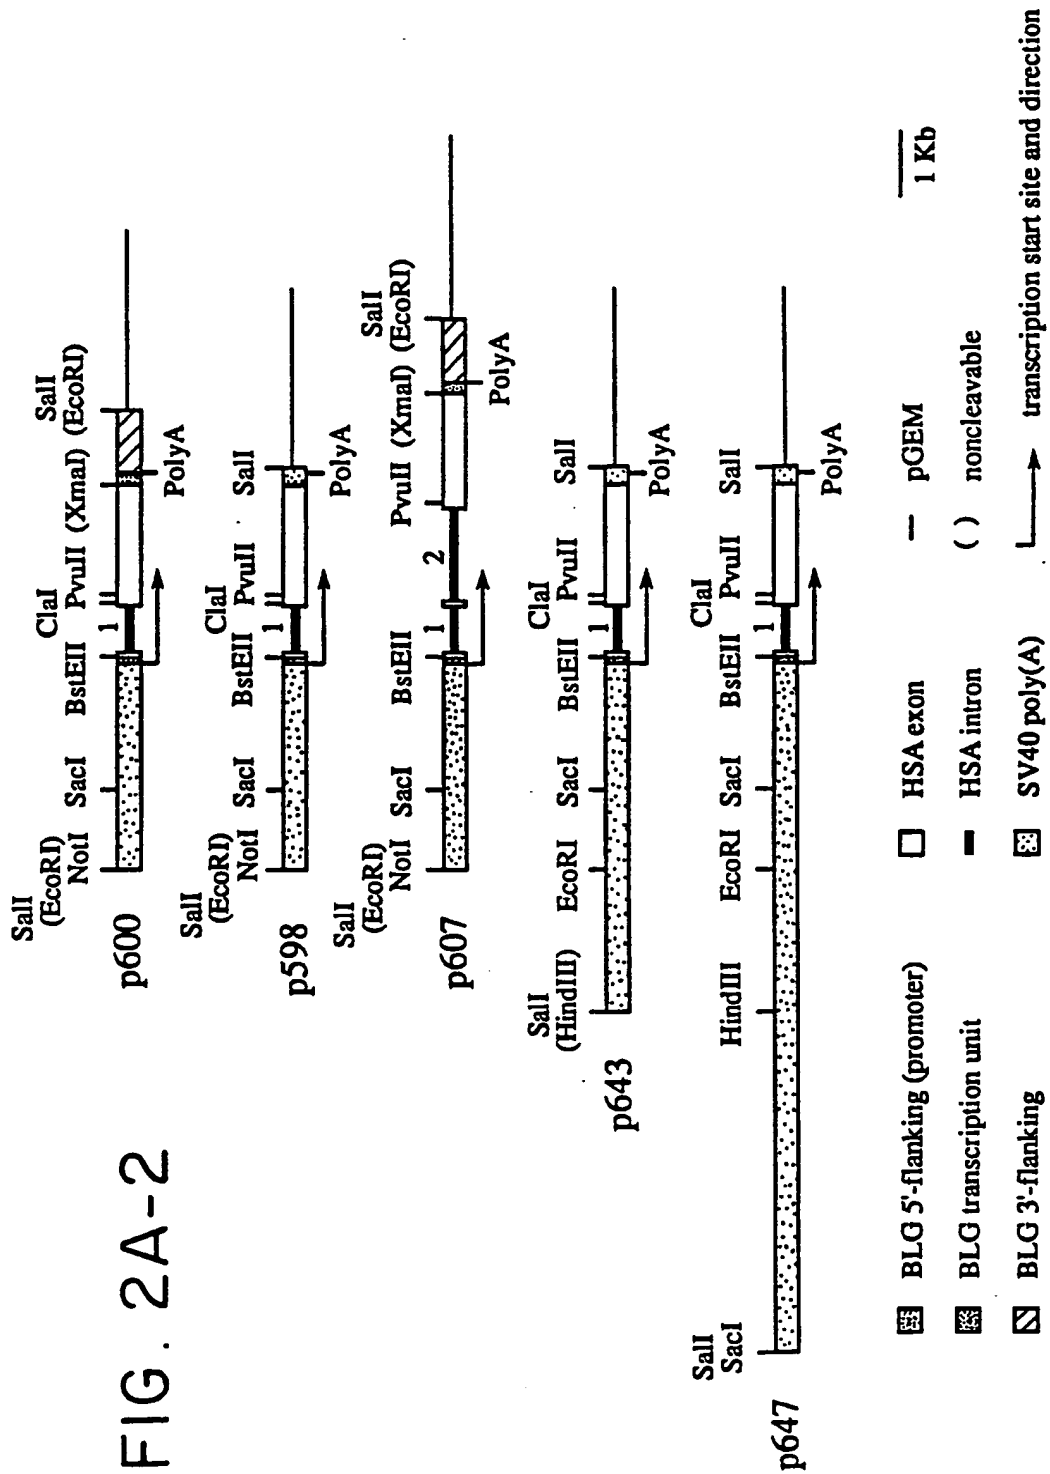 FIG. 2A-2
SalI
(EcoRI)
NotI SacI BstEII ClaI PvuII (XmaI) SalI (EcoRI)
1
p600
PolyA
SalI
(EcoRI)
NotI SacI BstEII ClaI PvuII SalI
1
p598
PolyA
SalI
(EcoRI)
NotI SacI BstEII PvuII (XmaI) SalI (EcoRI)
1 2
p607
PolyA
SalI
(HindIII) EcoRI SacI BstEII ClaI PvuII SalI
1
p643
PolyA
SalI
SacI HindIII EcoRI SacI BstEII ClaI PvuII SalI
1
p647
PolyA
BLG 5'-flanking (promoter) HSA exon pGEM 1 Kb
BLG transcription unit HSA intron ( ) noncleavable
BLG 3'-flanking SV40 poly(A) transcription start site and direction